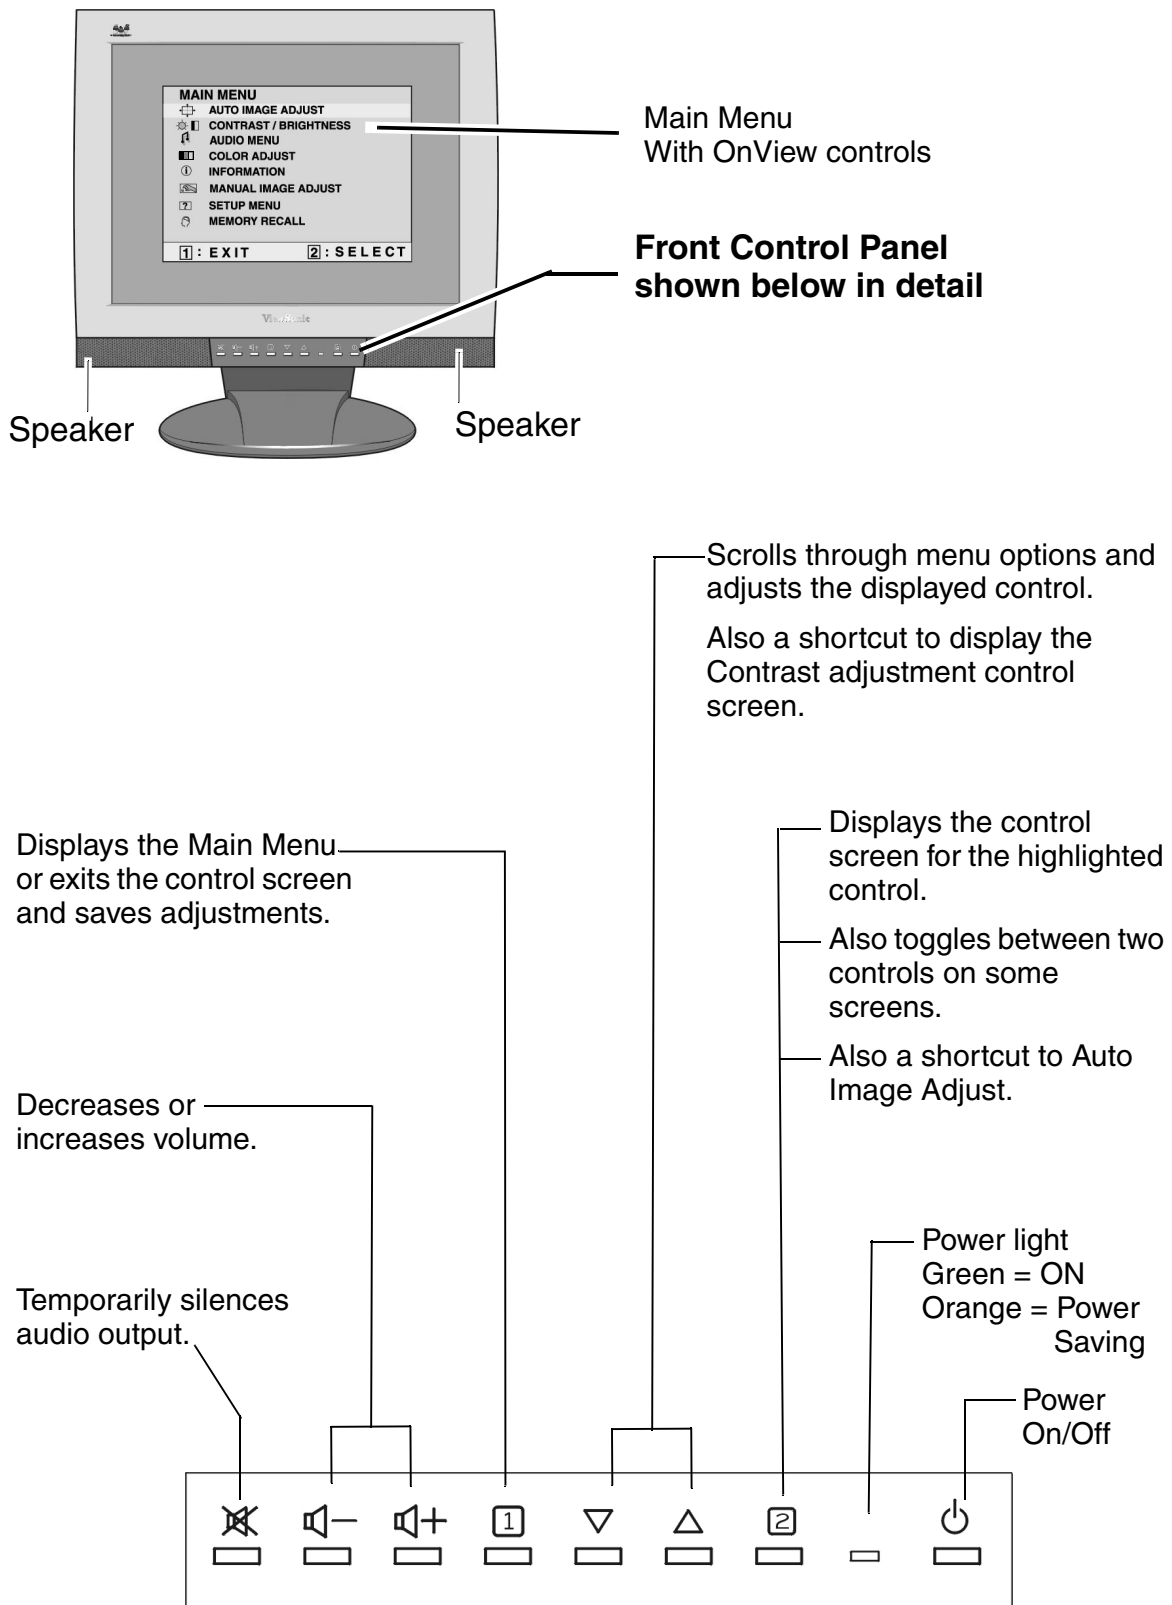 MAIN MENU
AUTO IMAGE ADJUST
CONTRAST / BRIGHTNESS
AUDIO MENU
COLOR ADJUST
INFORMATION
MANUAL IMAGE ADJUST
SETUP MENU
MEMORY RECALL
1 : EXIT 2 : SELECT
ViewSonic
Main Menu
With OnView controls
Front Control Panel
shown below in detail
Speaker
Speaker
Scrolls through menu options and
adjusts the displayed control.
Also a shortcut to display the
Contrast adjustment control
screen.
Displays the Main Menu
or exits the control screen
and saves adjustments.
Displays the control
screen for the highlighted
control.
Also toggles between two
controls on some
screens.
Also a shortcut to Auto
Image Adjust.
Decreases or
increases volume.
Power light
Green = ON
Orange = Power
Saving
Temporarily silences
audio output.
Power
On/Off
1
2